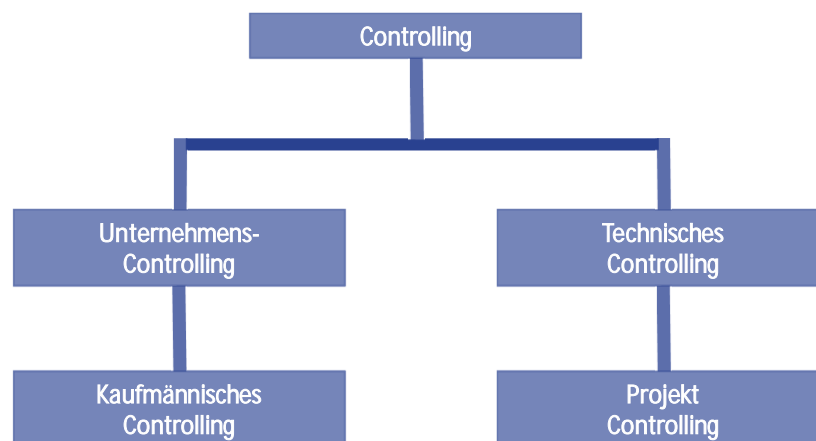 Controlling
Unternehmens-
Controlling
Technisches
Controlling
Kaufmännisches
Controlling
Projekt
Controlling